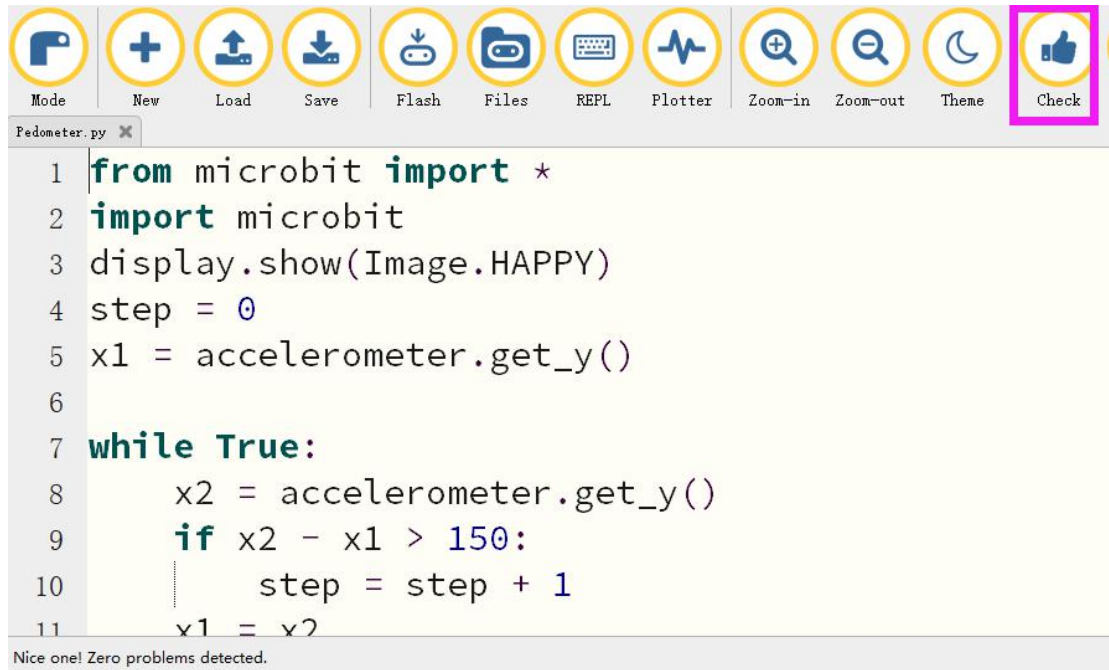 Mode New Load Save Flash Files REPL Plotter Zoom-in Zoom-out Theme Check
Pedometer.py
1 from microbit import *
2 import microbit
3 display.show(Image.HAPPY)
4 step = 0
5 x1 = accelerometer.get_y()
6
7 while True:
8 x2 = accelerometer.get_y()
9 if x2 - x1 > 150:
10 step = step + 1
11 x1 = x2
Nice one! Zero problems detected.